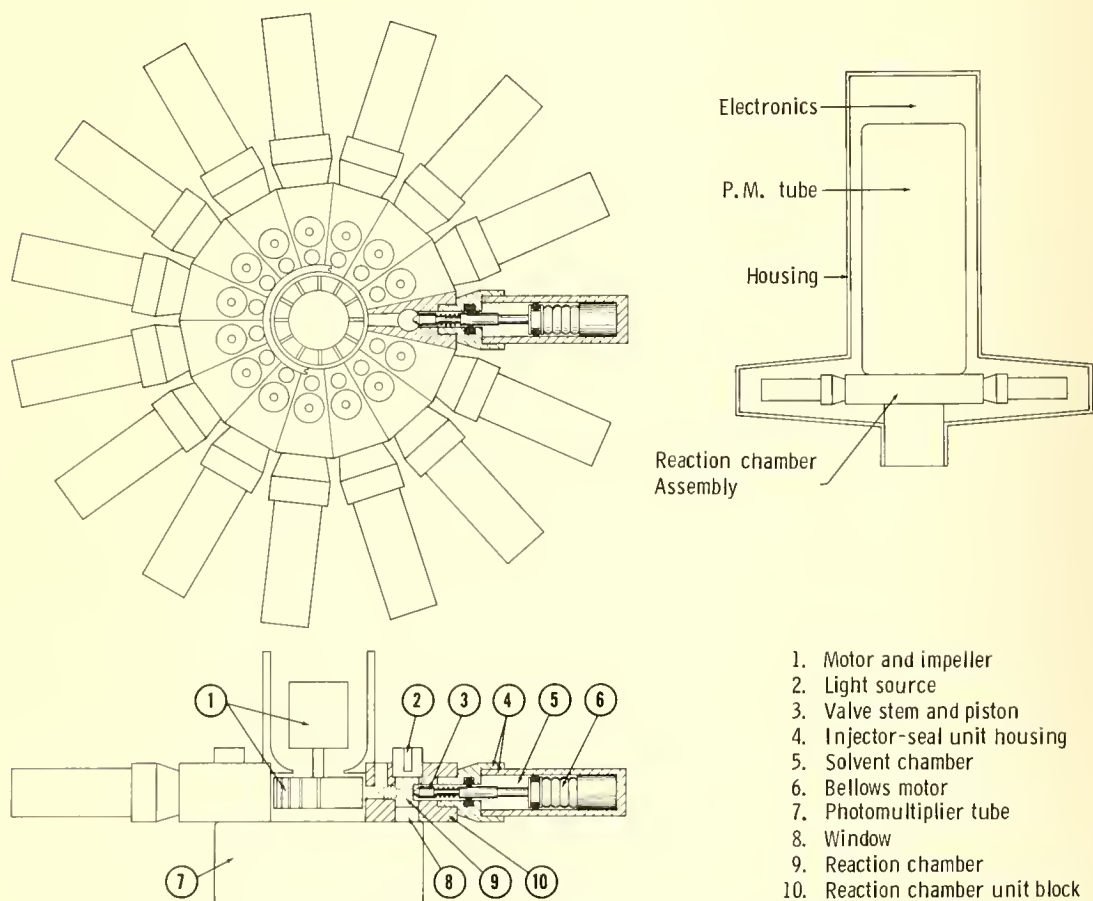 Electronics
P.M. tube
Housing
Reaction chamber
Assembly
1
2
3
4
5
6
7
8
9
10
1. Motor and impeller
2. Light source
3. Valve stem and piston
4. Injector-seal unit housing
5. Solvent chamber
6. Bellows motor
7. Photomultiplier tube
8. Window
9. Reaction chamber
10. Reaction chamber unit block